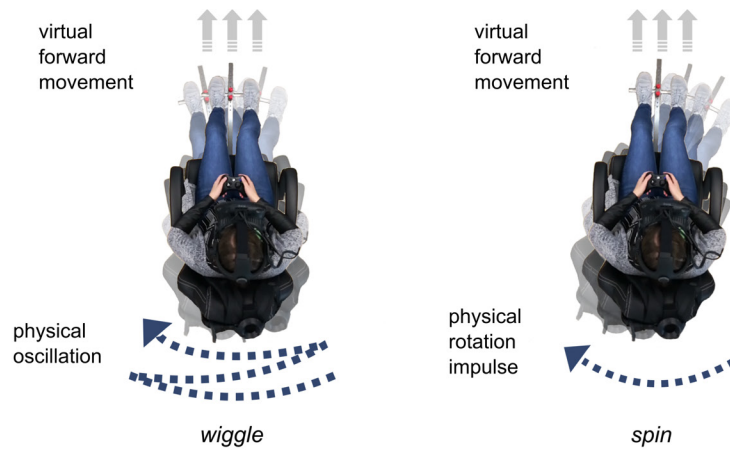 virtual
forward
movement
physical
oscillation
wiggle
virtual
forward
movement
physical
rotation
impulse
spin